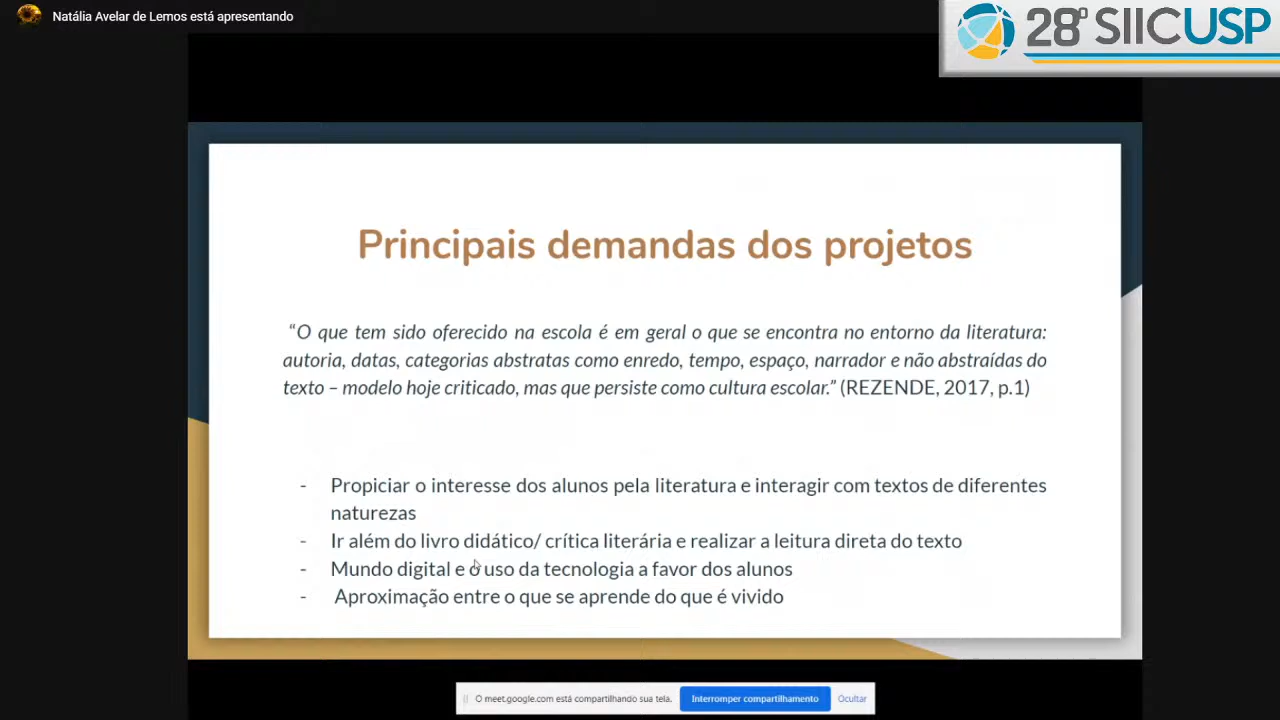 Natália Avelar de Lemos está apresentando
28º SIICUSP
Principais demandas dos projetos
“O que tem sido oferecido na escola é em geral o que se encontra no entorno da literatura:
autoria, datas, categorias abstratas como enredo, tempo, espaço, narrador e não abstraídas do
texto – modelo hoje criticado, mas que persiste como cultura escolar.” (REZENDE, 2017, p.1)
- Propiciar o interesse dos alunos pela literatura e interagir com textos de diferentes
naturezas
- Ir além do livro didático/ crítica literária e realizar a leitura direta do texto
- Mundo digital e o uso da tecnologia a favor dos alunos
- Aproximação entre o que se aprende do que é vivido
O meet.google.com está compartilhando sua tela. Interromper compartilhamento Ocultar